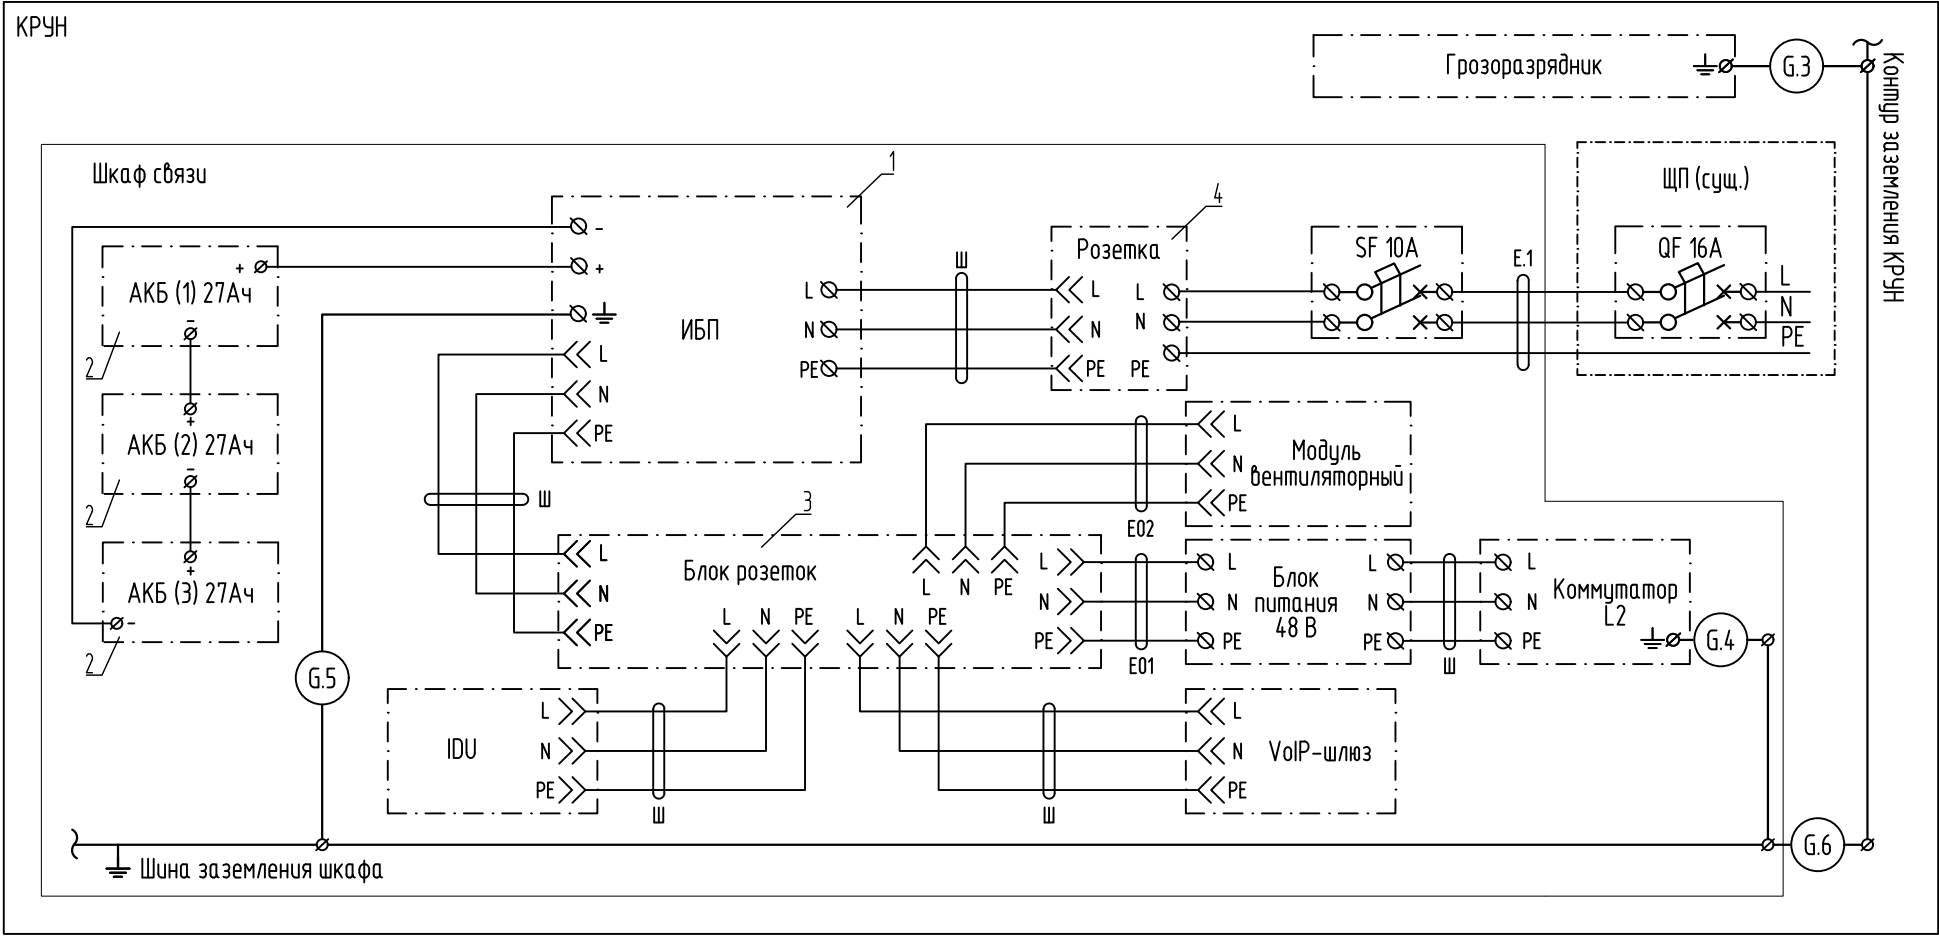 КРУН
Грозоразрядник
G.3
Контур заземления КРУН
Шкаф связи
1
4
ЩП (сущ.)
-
+
ИБП
L
N
PE
L
N
PE
Ш
Розетка
L
N
PE
L
N
PE
SF 10А
E.1
QF 16А
L
N
PE
+
АКБ (1) 27Ач
-
2
+
АКБ (2) 27Ач
-
2
+
АКБ (3) 27Ач
-
2
Ш
3
Блок розеток
L
N
PE
L
N
PE
L
N
PE
L
N
PE
L
N
PE
E02
L
N
PE
Модуль
вентиляторный
E01
L
N
PE
Блок
питания
48 В
L
N
PE
Ш
L
N
PE
Коммутатор
L2
G.4
G.5
IDU
L
N
PE
Ш
Ш
L
N
PE
VoIP-шлюз
G.6
Шина заземления шкафа